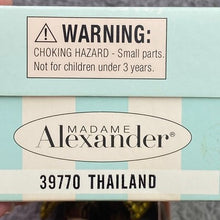 ⚠ WARNING:
CHOKING HAZARD - Small parts.
Not for children under 3 years.
MADAME
Alexander®
39770 THAILAND